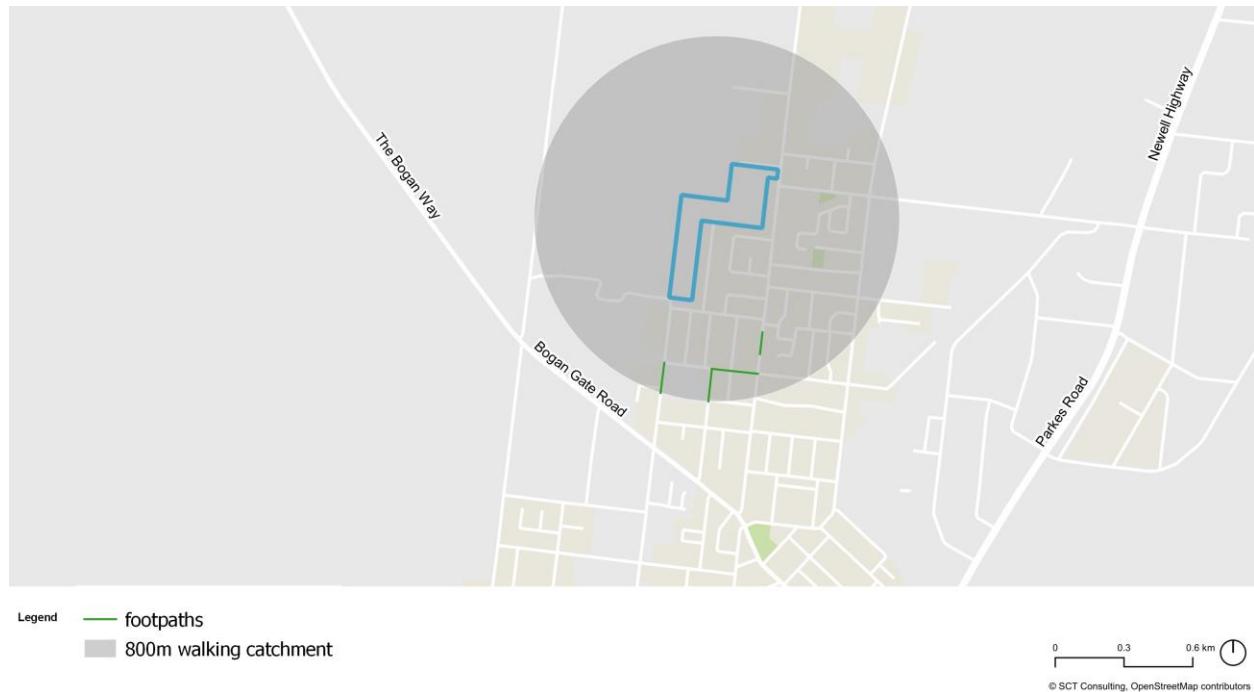 Newell Highway
The Bogan Way
Bogan Gate Road
Parkes Road
Legend
footpaths
800m walking catchment
0 0.3 0.6 km
© SCT Consulting, OpenStreetMap contributors